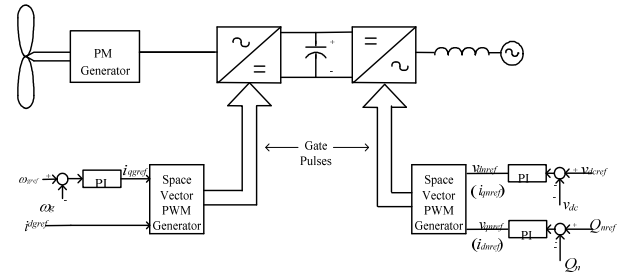 PM
Generator
+
-
Gate
Pulses
ωgref
+
PI
iqgref
ωg
-
idgref
Space
Vector
PWM
Generator
Space
Vector
PWM
Generator
vdnref
(iqnref)
PI
+
vdcref
-
vdc
vqnref
(idnref)
PI
+
Qnref
-
Qn